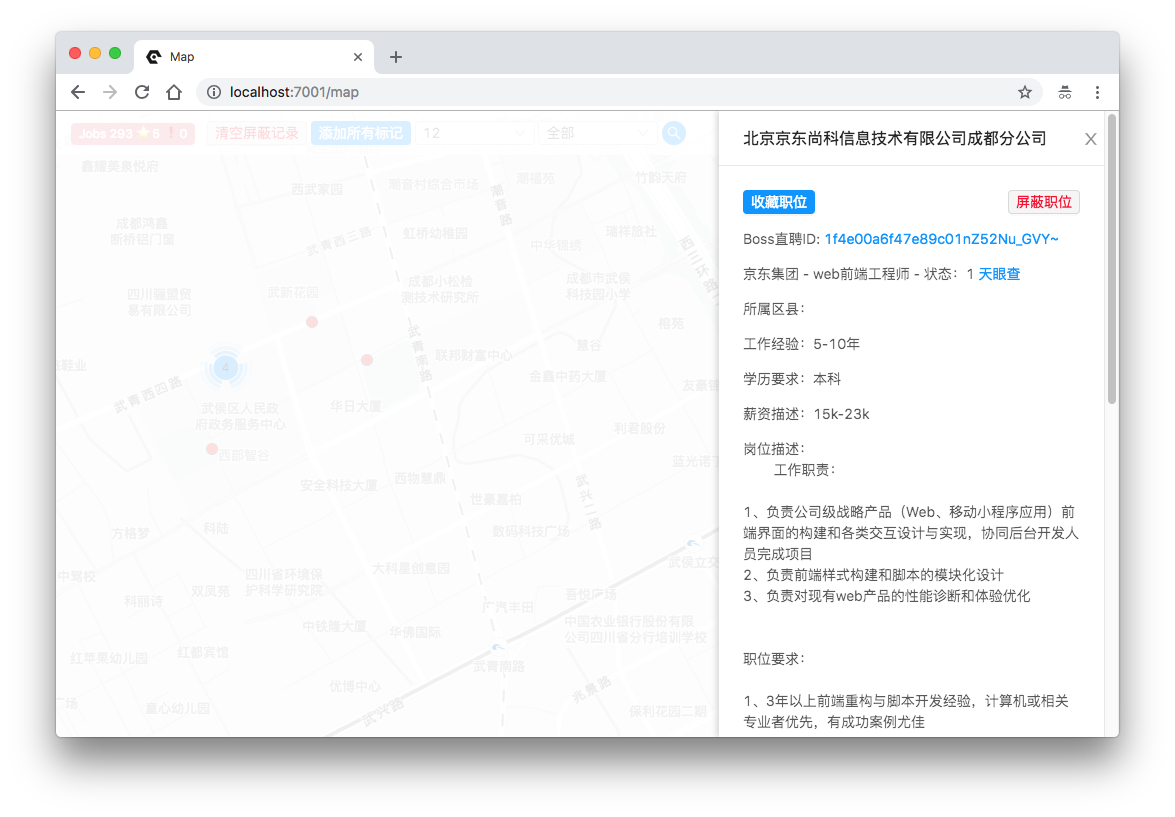 Map
localhost:7001/map
Jobs 293 ⭐ 5 ❗ 0
清空屏蔽记录
添加所有标记
12
全部
北京京东尚科信息技术有限公司成都分公司
X
收藏职位
屏蔽职位
Boss直聘ID: 1f4e00a6f47e89c01nZ52Nu_GVY~
京东集团 - web前端工程师 - 状态：1 天眼查
所属区县：
工作经验：5-10年
学历要求：本科
薪资描述：15k-23k
岗位描述：
工作职责：
1、负责公司级战略产品（Web、移动小程序应用）前
端界面的构建和各类交互设计与实现，协同后台开发人
员完成项目
2、负责前端样式构建和脚本的模块化设计
3、负责对现有web产品的性能诊断和体验优化
职位要求：
1、3年以上前端重构与脚本开发经验，计算机或相关
专业者优先，有成功案例尤佳
鑫耀美泉悦府
西武家园
潮音村综合市场
潮福苑
竹韵天府
潮音路
成都鸿鑫
断桥铝门窗
武青西三路
虹桥幼稚园
中华锦绣
瑞祥旅社
四川骊盟贸
易有限公司
武新花园
成都小松检
测技术研究所
成都市武侯
科技园小学
榕苑
武青南路
联邦财富中心
慧谷
鞋业
4
金鑫中药大厦
武青西四路
武侯区人民政
府政务服务中心
华日大厦
可采优城
利君股份
西部智谷
安全科技大厦
西物慧鼎
世豪嘉柏
武兴二路
方格梦
科陆
数码科技广场
中驾校
双凤苑
四川省环境保
护科学研究院
大科星创意园
武侯立交
科丽诗
广汽丰田
吾悦广场
中铁隆大厦
华佛国际
中国农业银行股份有限
公司四川省分行培训学校
红苹果幼儿园
红都宾馆
武青南路
优博中心
兆景路
童心幼儿园
武兴路
保利花园二期